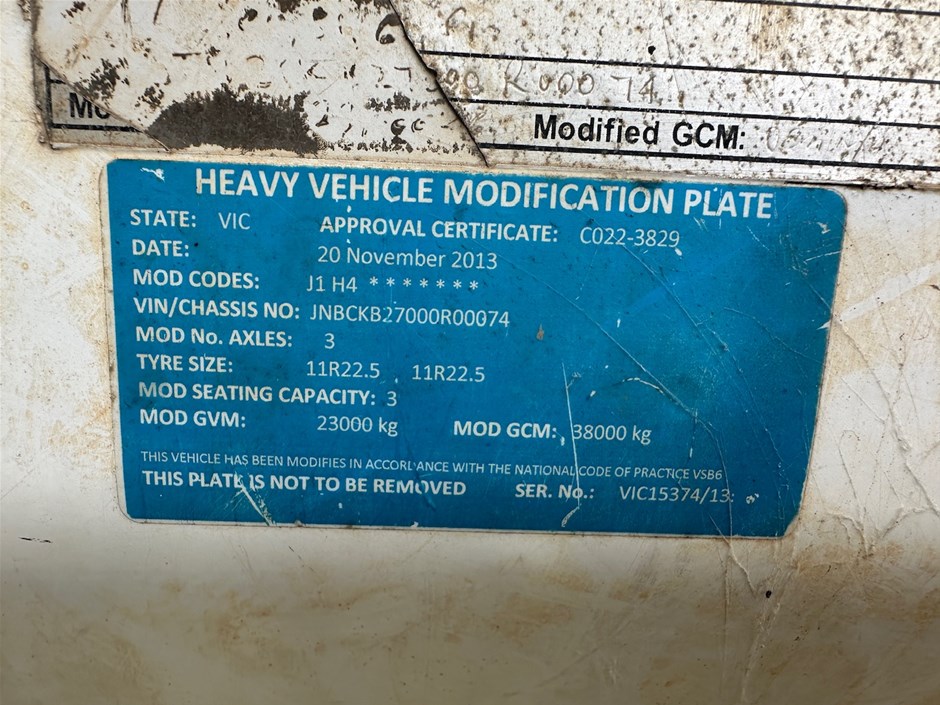 K 000 74
Modified GCM:
HEAVY VEHICLE MODIFICATION PLATE
STATE: VIC APPROVAL CERTIFICATE: C022-3829
DATE: 20 November 2013
MOD CODES: J1 H4 * * * * * * *
VIN/CHASSIS NO: JNBCKB27000R00074
MOD No. AXLES: 3
TYRE SIZE: 11R22.5 11R22.5
MOD SEATING CAPACITY: 3
MOD GVM: 23000 kg MOD GCM: 38000 kg
THIS VEHICLE HAS BEEN MODIFIES IN ACCORDANCE WITH THE NATIONAL CODE OF PRACTICE VSB6
THIS PLATE IS NOT TO BE REMOVED SER. No.: VIC15374/13